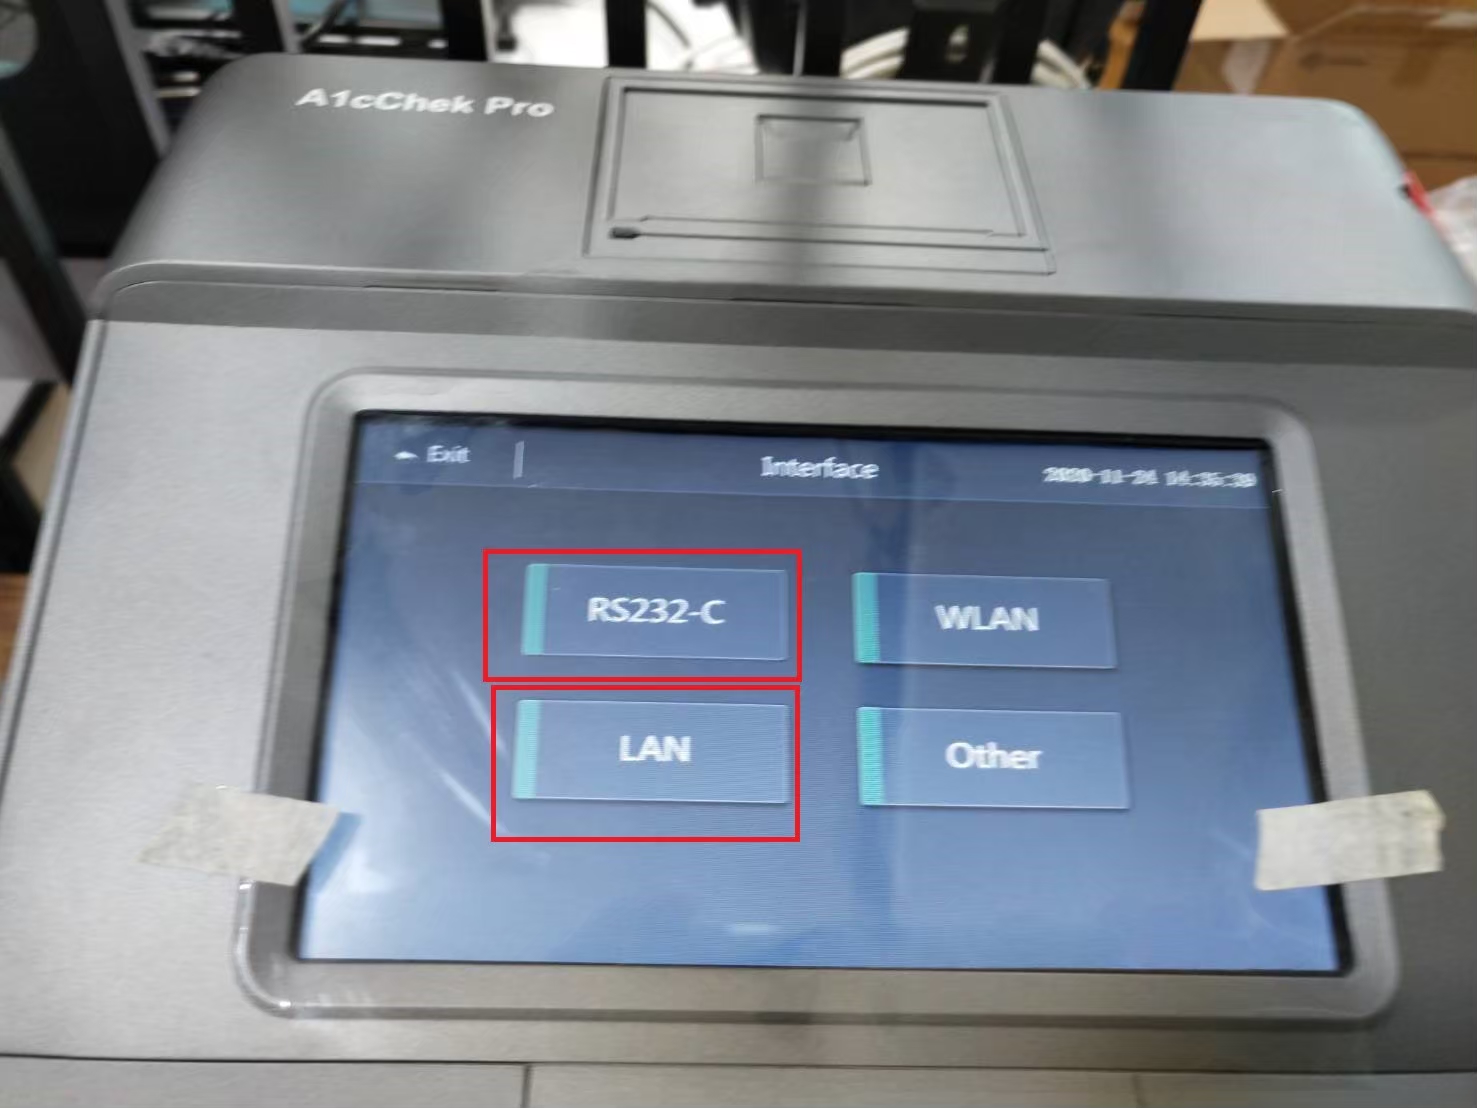 A1cChek Pro
Exit
Interface
RS232-C
WLAN
LAN
Other